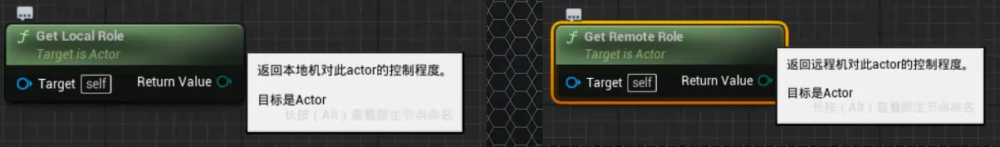 Get Local Role
Target is Actor
Target self Return Value
返回本地机对此actor的控制程度。
目标是Actor
长按（Alt）查看原生节点命名
Get Remote Role
Target is Actor
Target self Return Value
返回远程机对此actor的控制程度。
目标是Actor
长按（Alt）查看原生节点命名